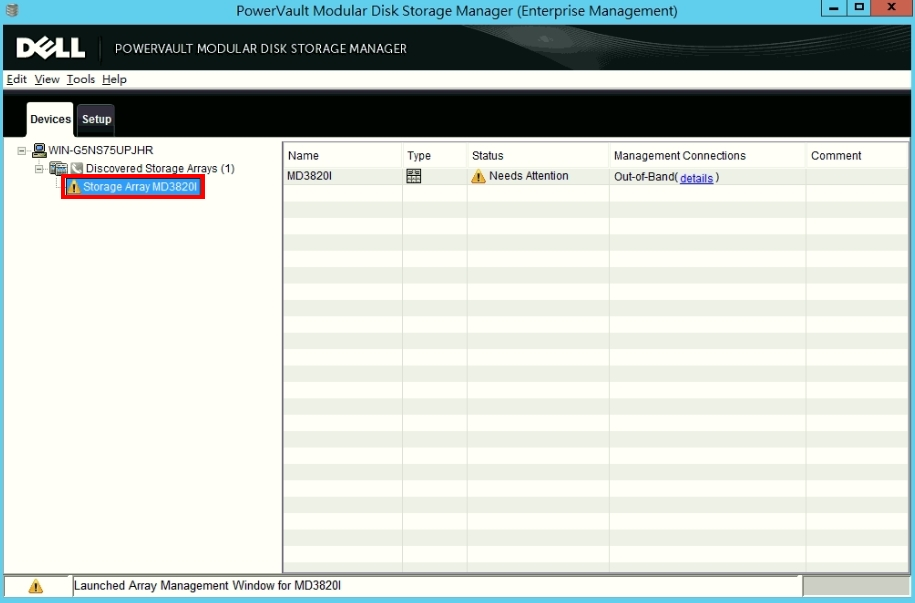 PowerVault Modular Disk Storage Manager (Enterprise Management)
DELL POWERVAULT MODULAR DISK STORAGE MANAGER
Edit View Tools Help
Devices Setup
WIN-G5NS75UPJHR
Discovered Storage Arrays (1)
Storage Array MD3820I
Name Type Status Management Connections Comment
MD3820I Needs Attention Out-of-Band(details)
Launched Array Management Window for MD3820I